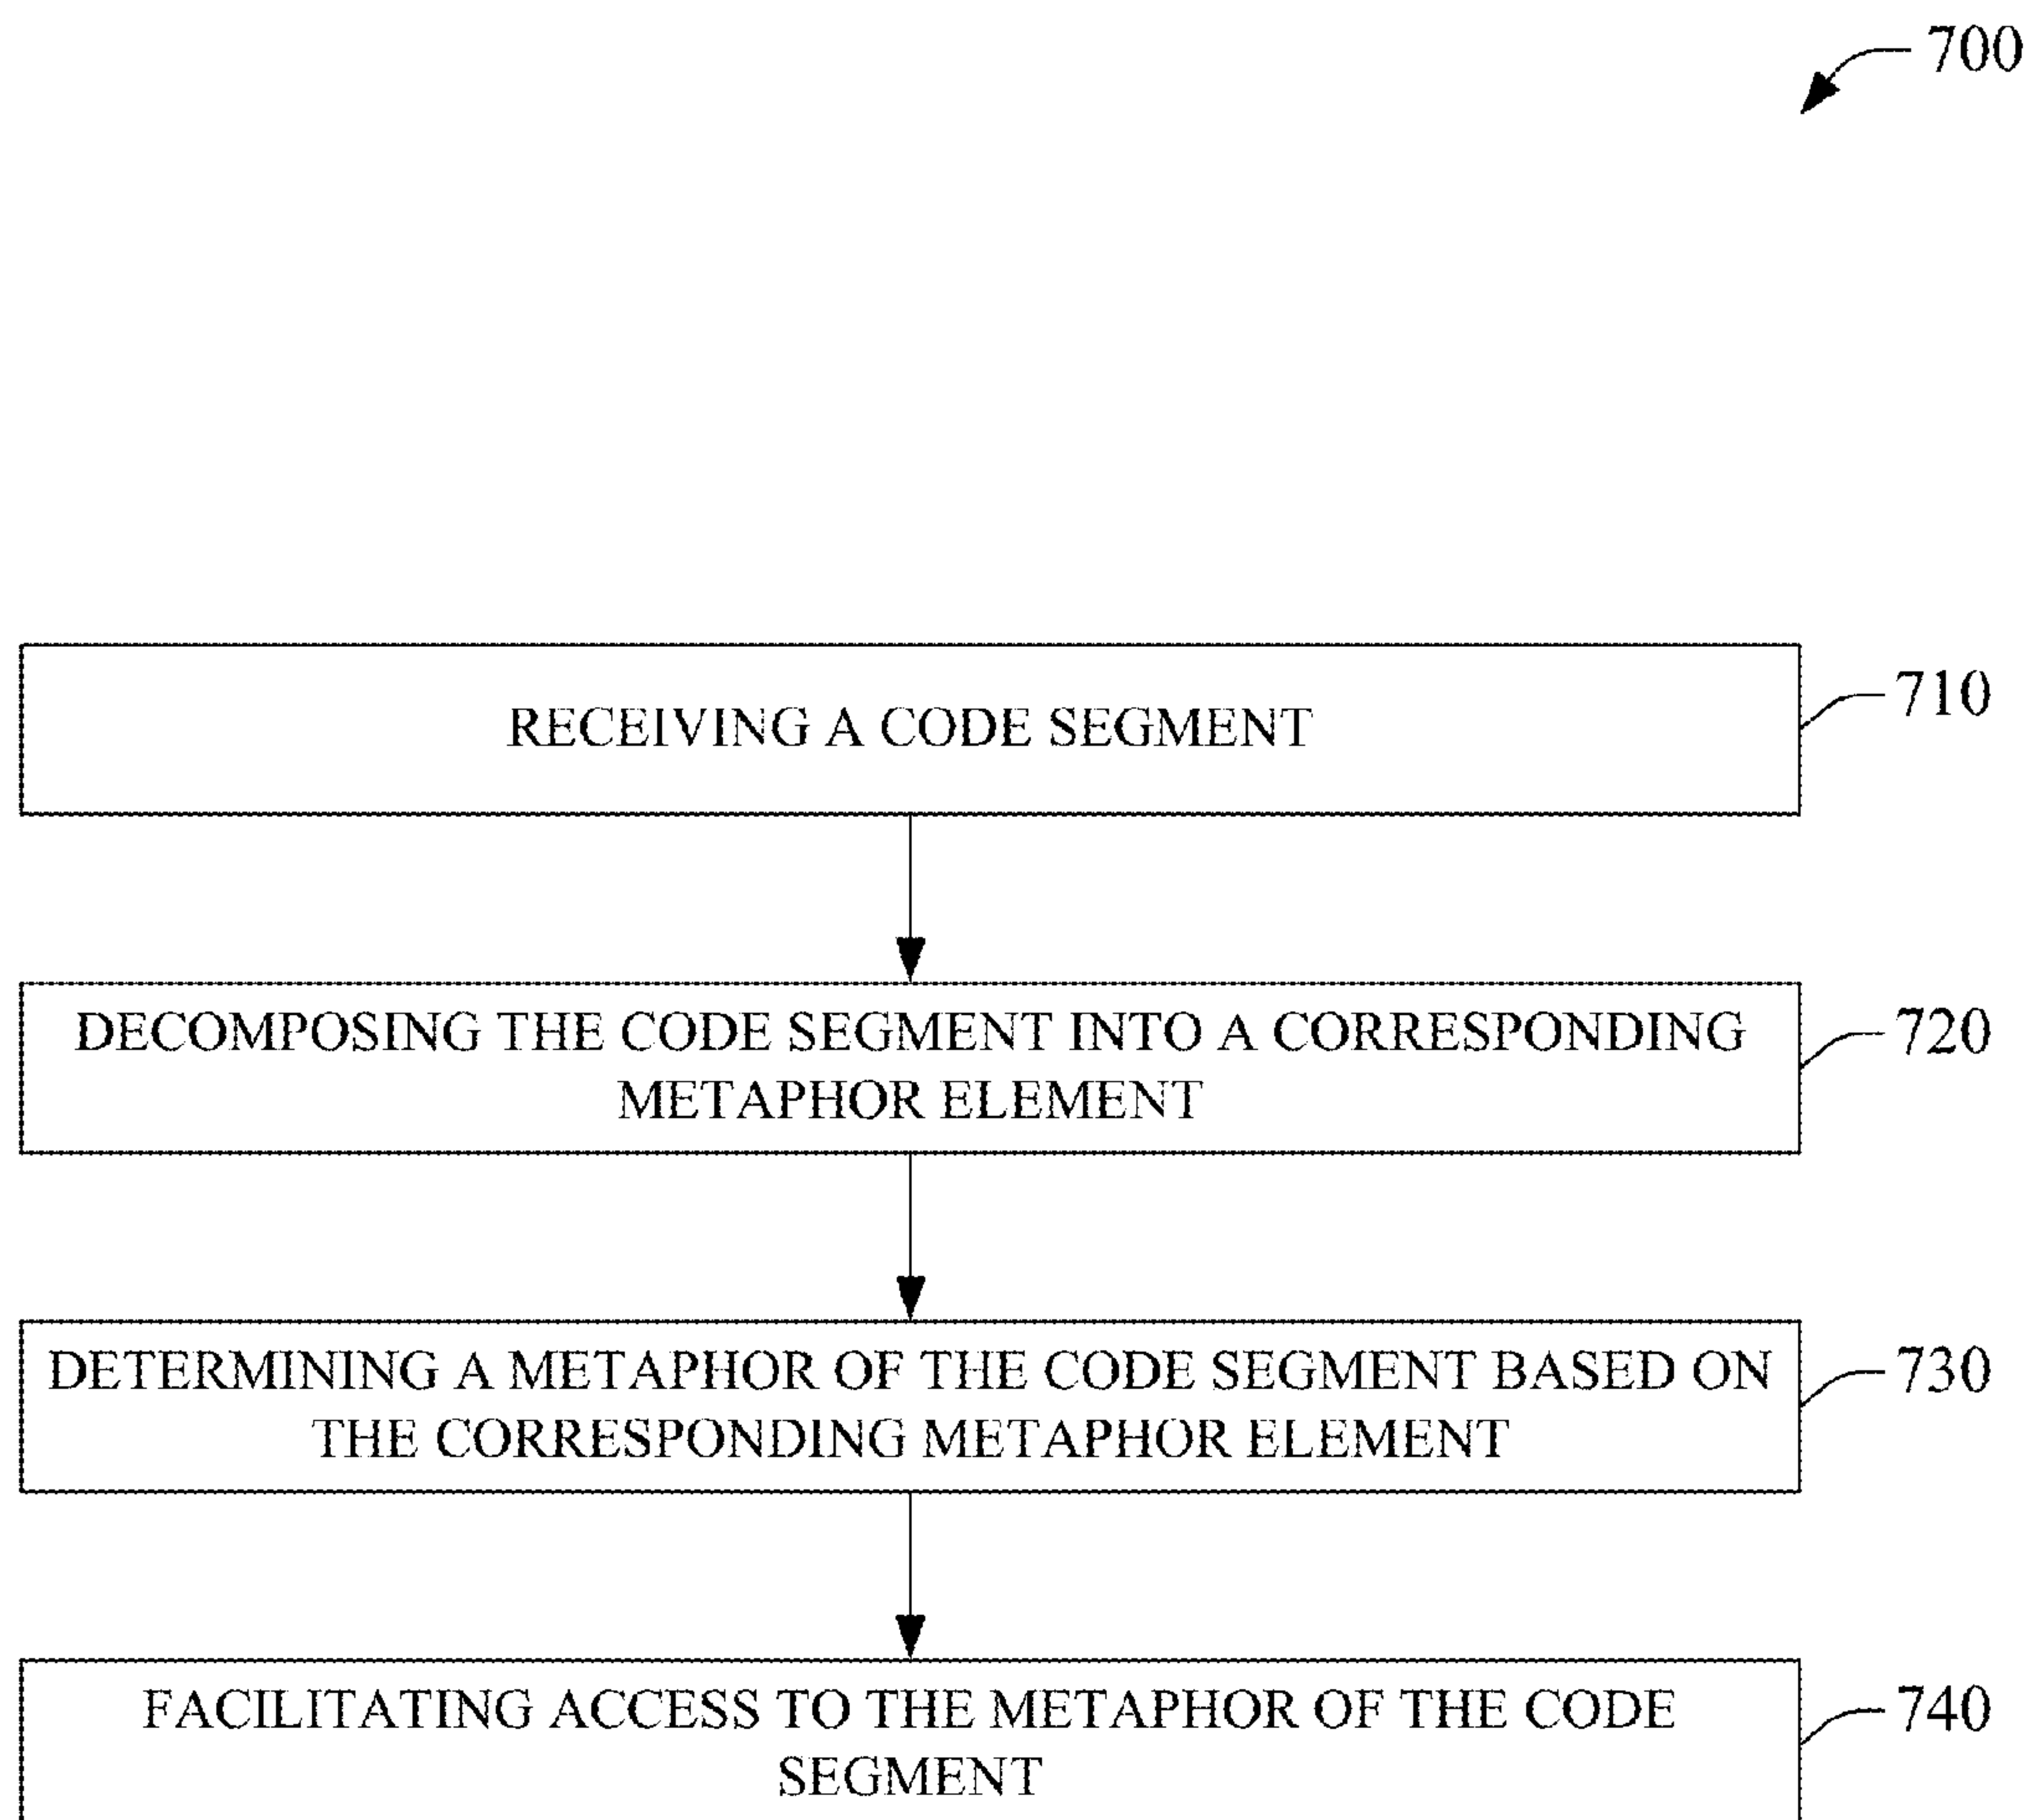 700
RECEIVING A CODE SEGMENT
710
DECOMPOSING THE CODE SEGMENT INTO A CORRESPONDING
METAPHOR ELEMENT
720
DETERMINING A METAPHOR OF THE CODE SEGMENT BASED ON
THE CORRESPONDING METAPHOR ELEMENT
730
FACILITATING ACCESS TO THE METAPHOR OF THE CODE
SEGMENT
740